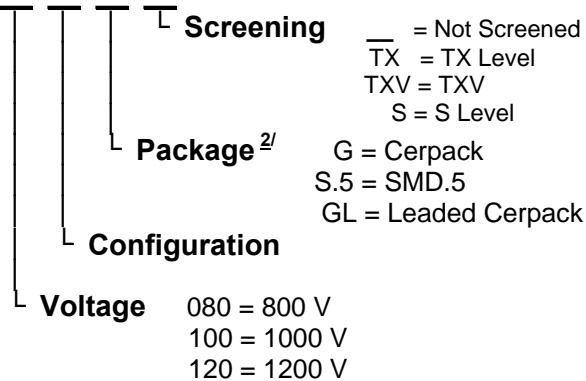 Screening __ = Not Screened
TX = TX Level
TXV = TXV
S = S Level
Package 2/ G = Cerpack
S.5 = SMD.5
GL = Leaded Cerpack
Configuration
Voltage 080 = 800 V
100 = 1000 V
120 = 1200 V